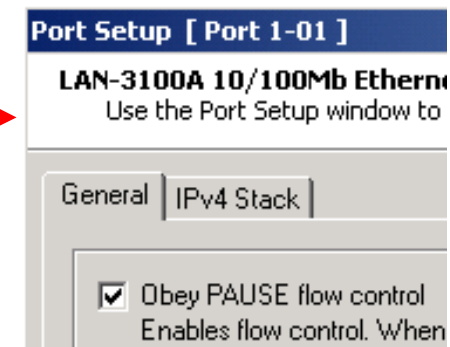 Port Setup [ Port 1-01 ]
LAN-3100A 10/100Mb
Use the Port Setup window to
General IPv4 Stack
Obey PAUSE flow control
Enables flow control. When